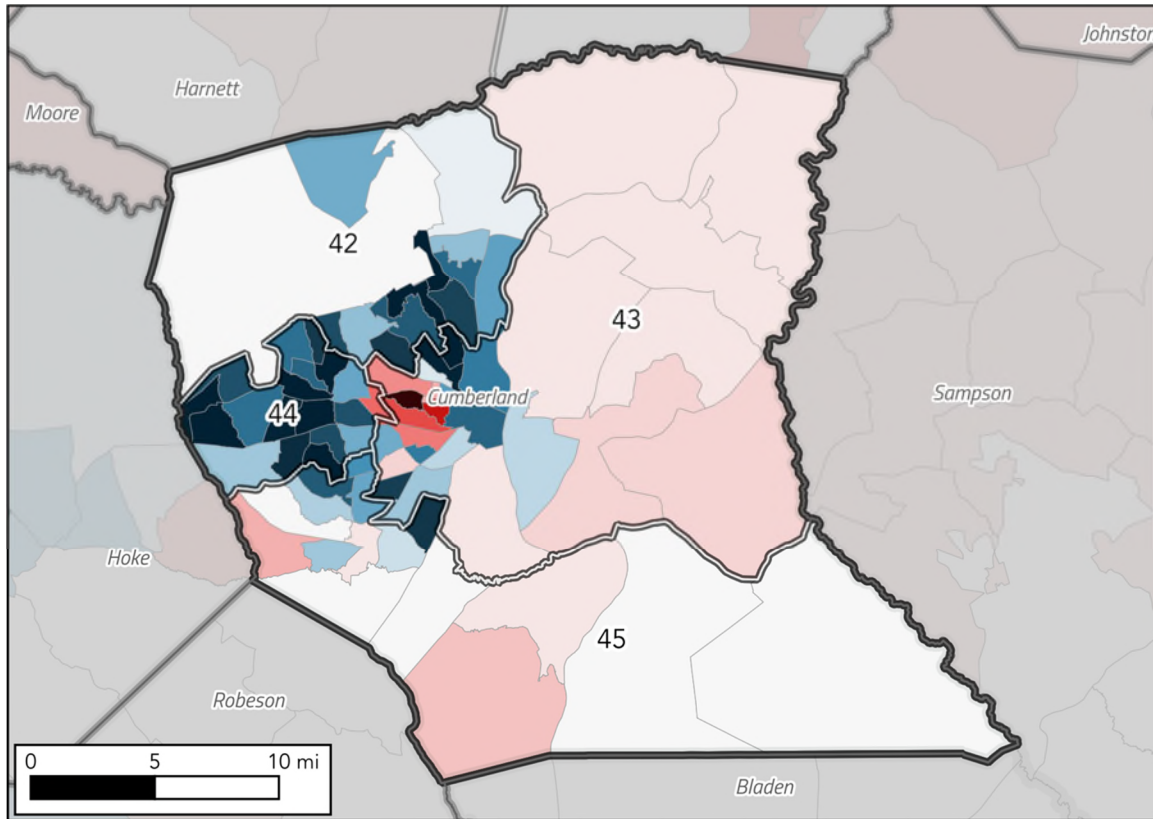 Johnston
Harnett
Moore
42
43
Cumberland
Sampson
44
Hoke
45
Robeson
0 5 10 mi
Bladen